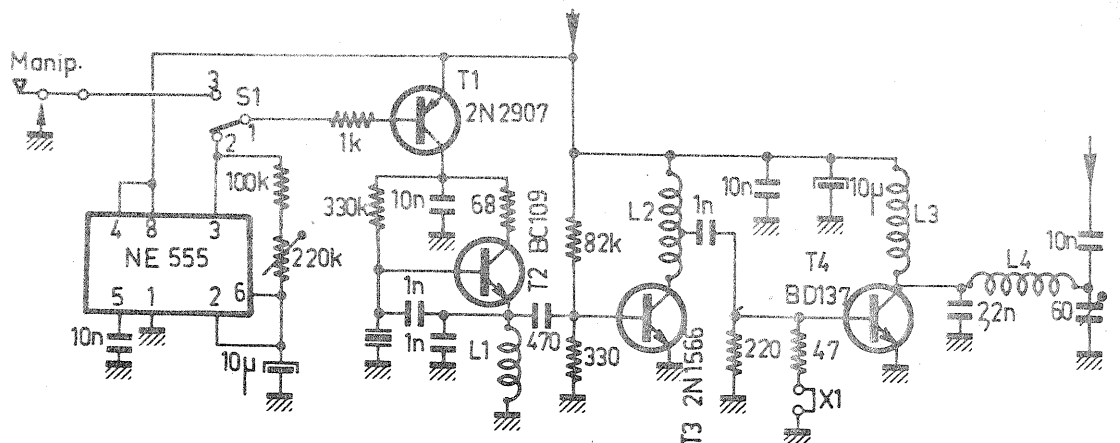 Manip.
3
S1
1
2
T1
2N2907
1k
100k
330k
10n
68
BC109
T2
4
8
3
NE 555
220k
5
1
2
6
10n
10µ
1n
1n
L1
470
82k
330
L2
1n
10n
10µ
L3
T3 2N1566
220
47
X1
T4
BD137
L4
22n
10n
60